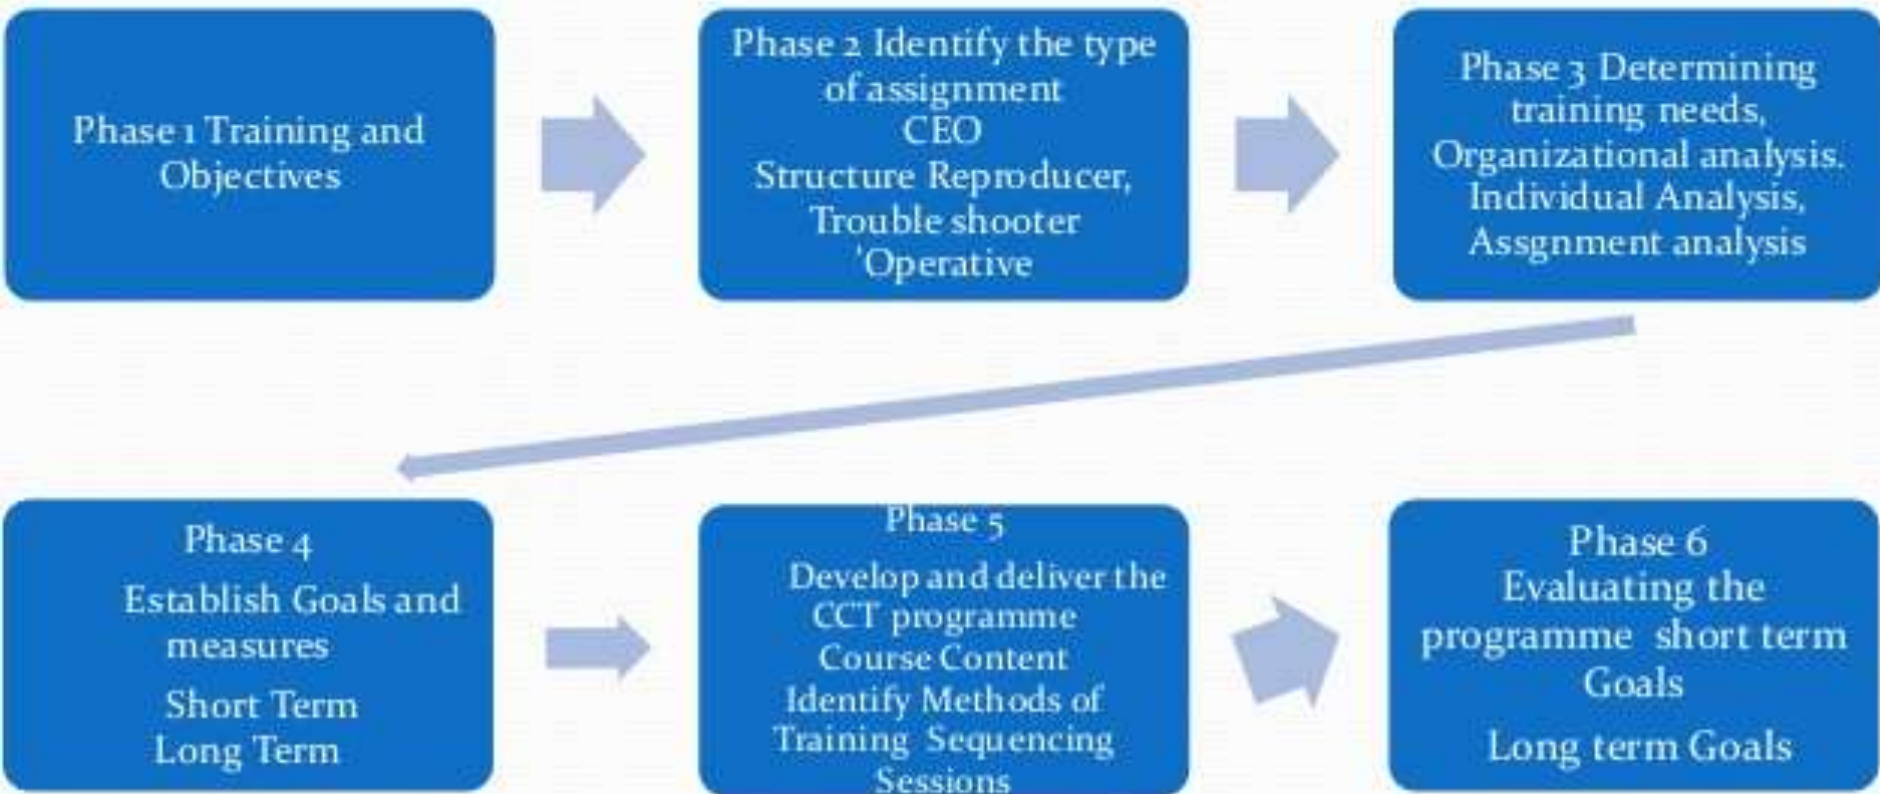 Phase 1 Training and
Objectives
Phase 2 Identify the type
of assignment
CEO
Structure Reproducer,
Trouble shooter
'Operative
Phase 3 Determining
training needs,
Organizational analysis.
Individual Analysis,
Assgnment analysis
Phase 4
Establish Goals and
measures
Short Term
Long Term
Phase 5
Develop and deliver the
CCT programme
Course Content
Identify Methods of
Training Sequencing
Sessions
Phase 6
Evaluating the
programme short term
Goals
Long term Goals